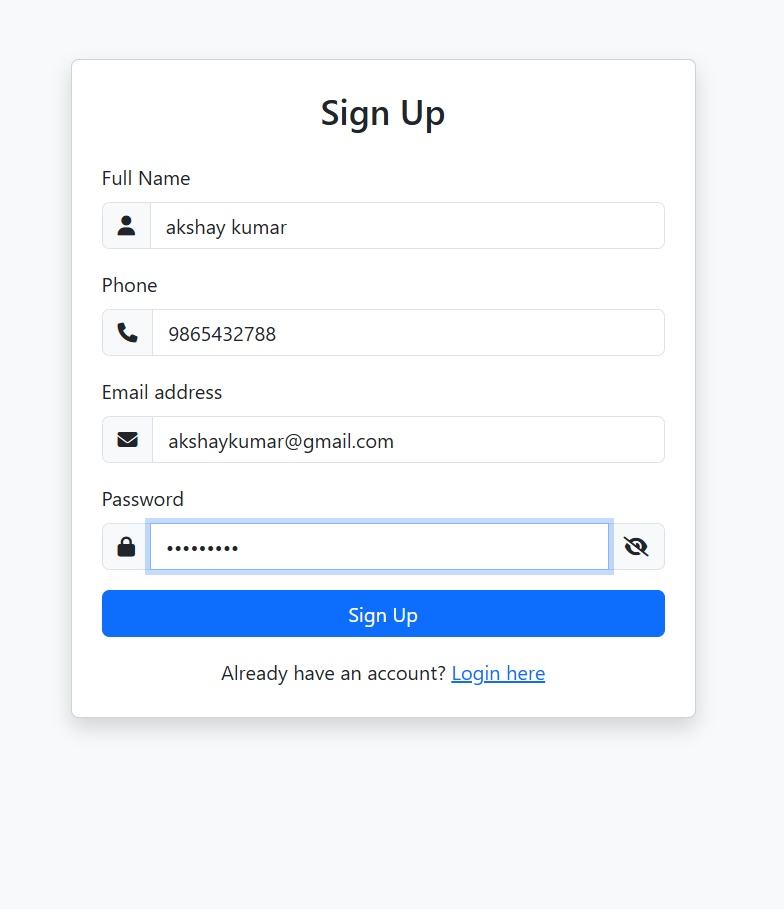 Sign Up
Full Name
akshay kumar
Phone
9865432788
Email address
akshaykumar@gmail.com
Password
•••••••••
Sign Up
Already have an account? Login here